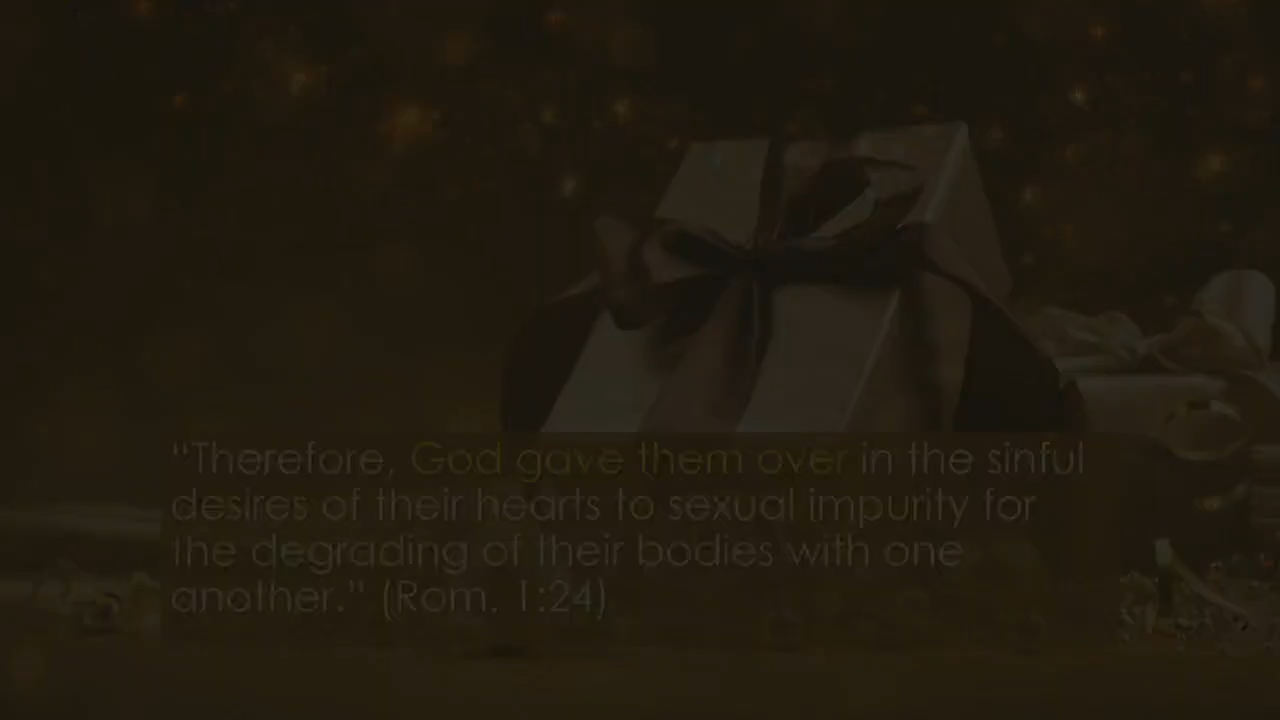 "Therefore, God gave them over in the sinful
desires of their hearts to sexual impurity for
the degrading of their bodies with one
another." (Rom. 1:24)